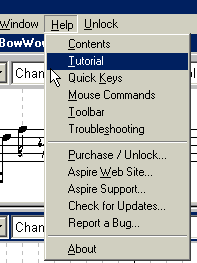 Window Help Unlock
BowWow
Contents
Tutorial
Chan
Quick Keys
Mouse Commands
Toolbar
Troubleshooting
Purchase / Unlock...
Aspire Web Site...
Aspire Support...
Check for Updates...
Report a Bug...
Chan
About